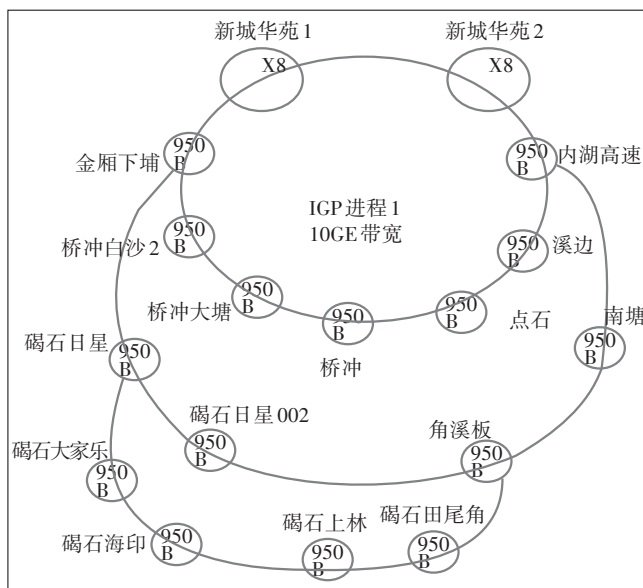 新城华苑1
新城华苑2
X8
X8
950
B
金厢下埔
950
B
内湖高速
IGP进程1
10GE带宽
950
B
桥冲白沙2
950
B
溪边
950
B
桥冲大塘
950
B
桥冲
950
B
点石
南塘
950
B
碣石日星
950
B
碣石日星002
950
B
角溪板
950
B
碣石大家乐
950
B
碣石海印
950
B
碣石上林
950
B
碣石田尾角
950
B